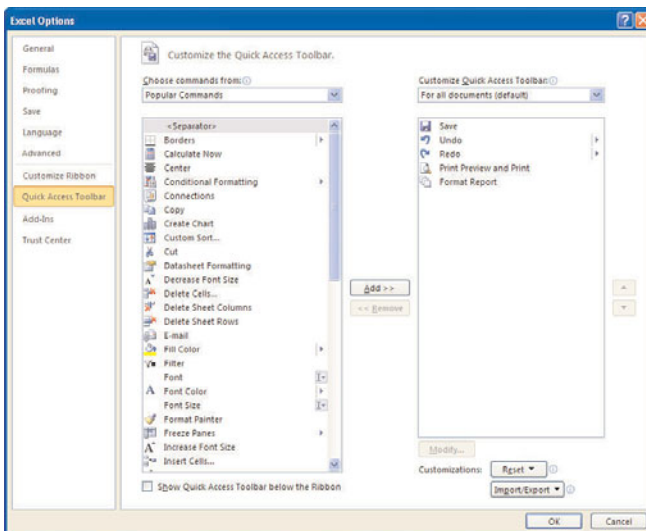 Excel Options
General
Formulas
Proofing
Save
Language
Advanced
Customize Ribbon
Quick Access Toolbar
Add-Ins
Trust Center
Customize the Quick Access Toolbar.
Choose commands from:
Popular Commands
<Separator>
Borders
Calculate Now
Center
Conditional Formatting
Connections
Copy
Create Chart
Custom Sort...
Cut
Datasheet Formatting
Decrease Font Size
Delete Cells...
Delete Sheet Columns
Delete Sheet Rows
E-mail
Fill Color
Filter
Font
Font Color
Font Size
Format Painter
Freeze Panes
Increase Font Size
Insert Cells...
Show Quick Access Toolbar below the Ribbon
Add >>
<< Remove
Customize Quick Access Toolbar:
For all documents (default)
Save
Undo
Redo
Print Preview and Print
Format Report
Modify...
Customizations: Reset
Import/Export
OK Cancel